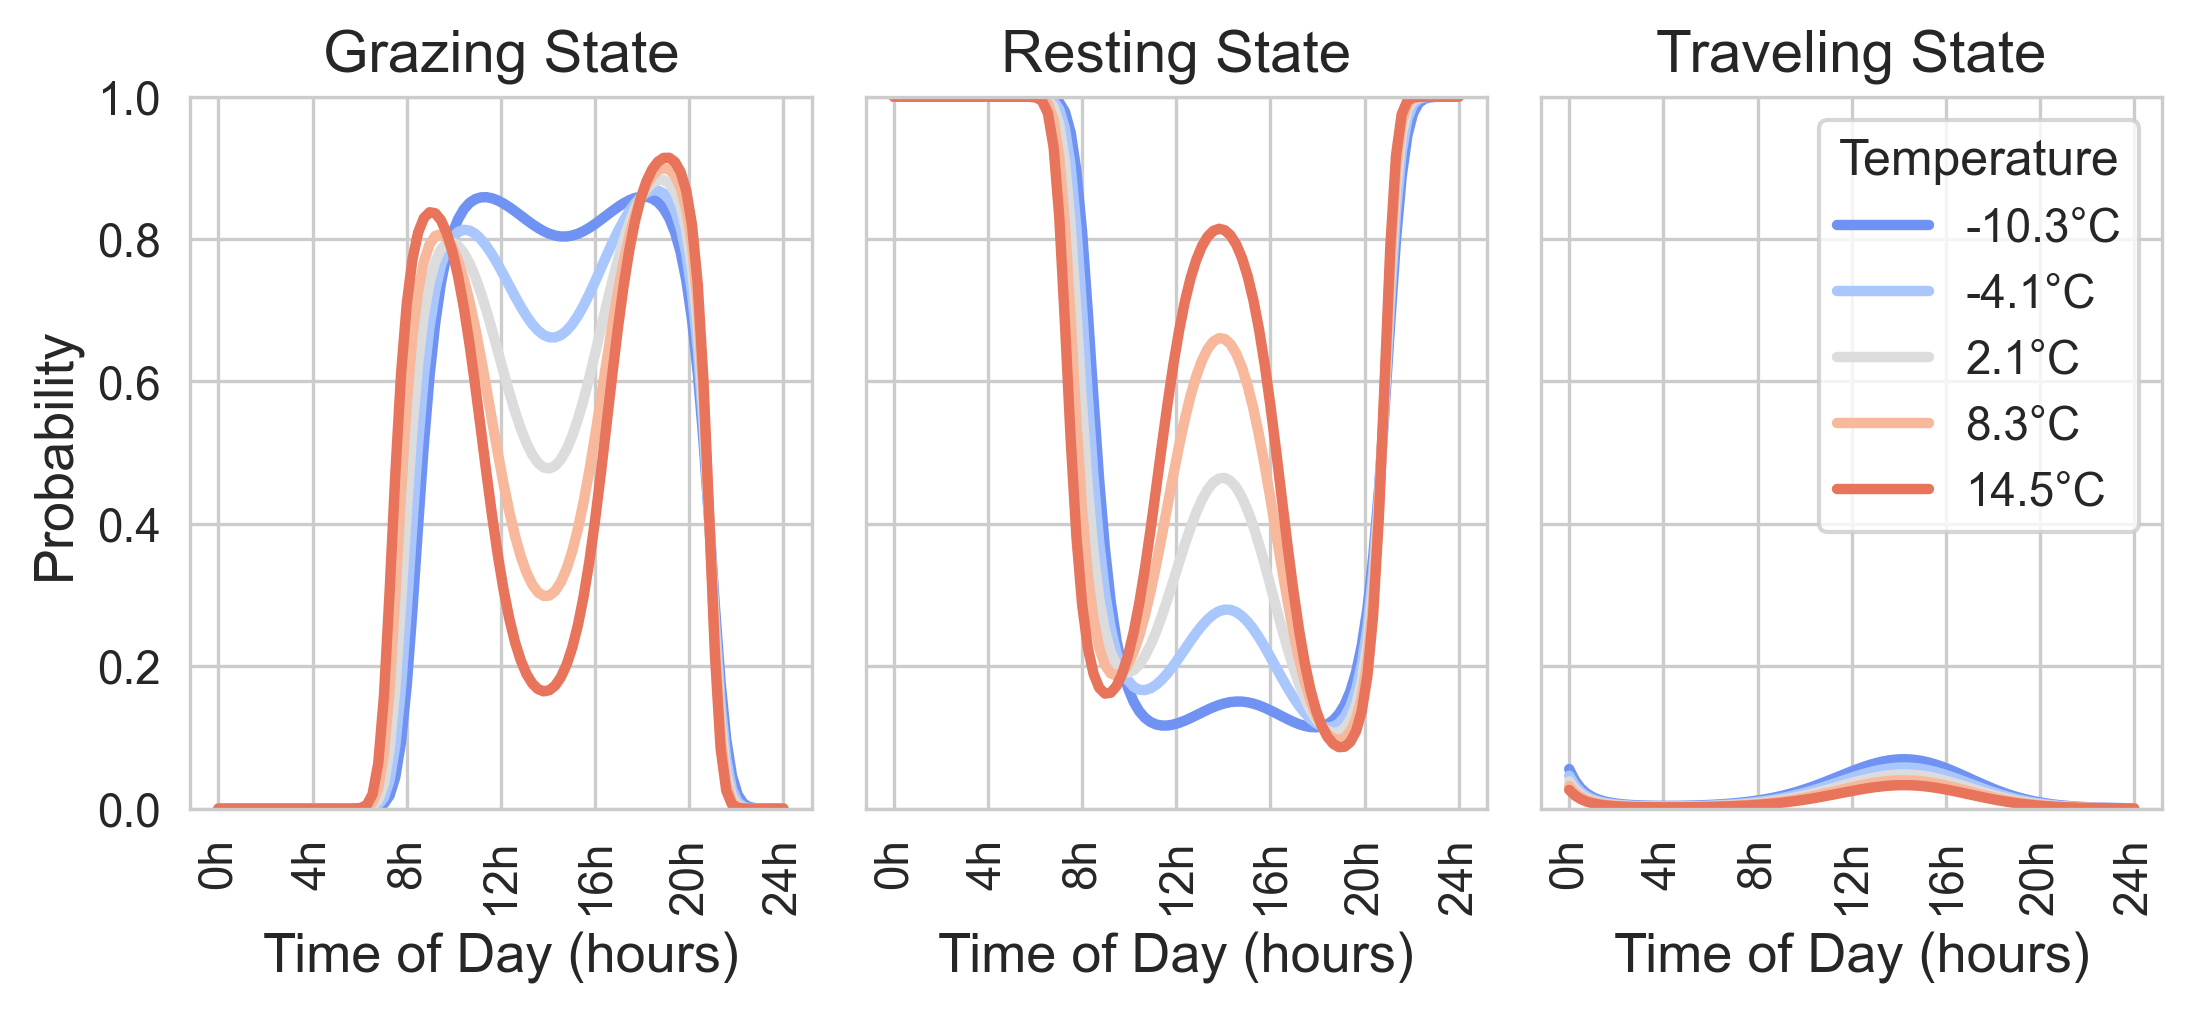 Grazing State
Resting State
Traveling State
Probability
1.0
0.8
0.6
0.4
0.2
0.0
Temperature
-10.3°C
-4.1°C
2.1°C
8.3°C
14.5°C
0h 4h 8h 12h 16h 20h 24h
0h 4h 8h 12h 16h 20h 24h
0h 4h 8h 12h 16h 20h 24h
Time of Day (hours)
Time of Day (hours)
Time of Day (hours)